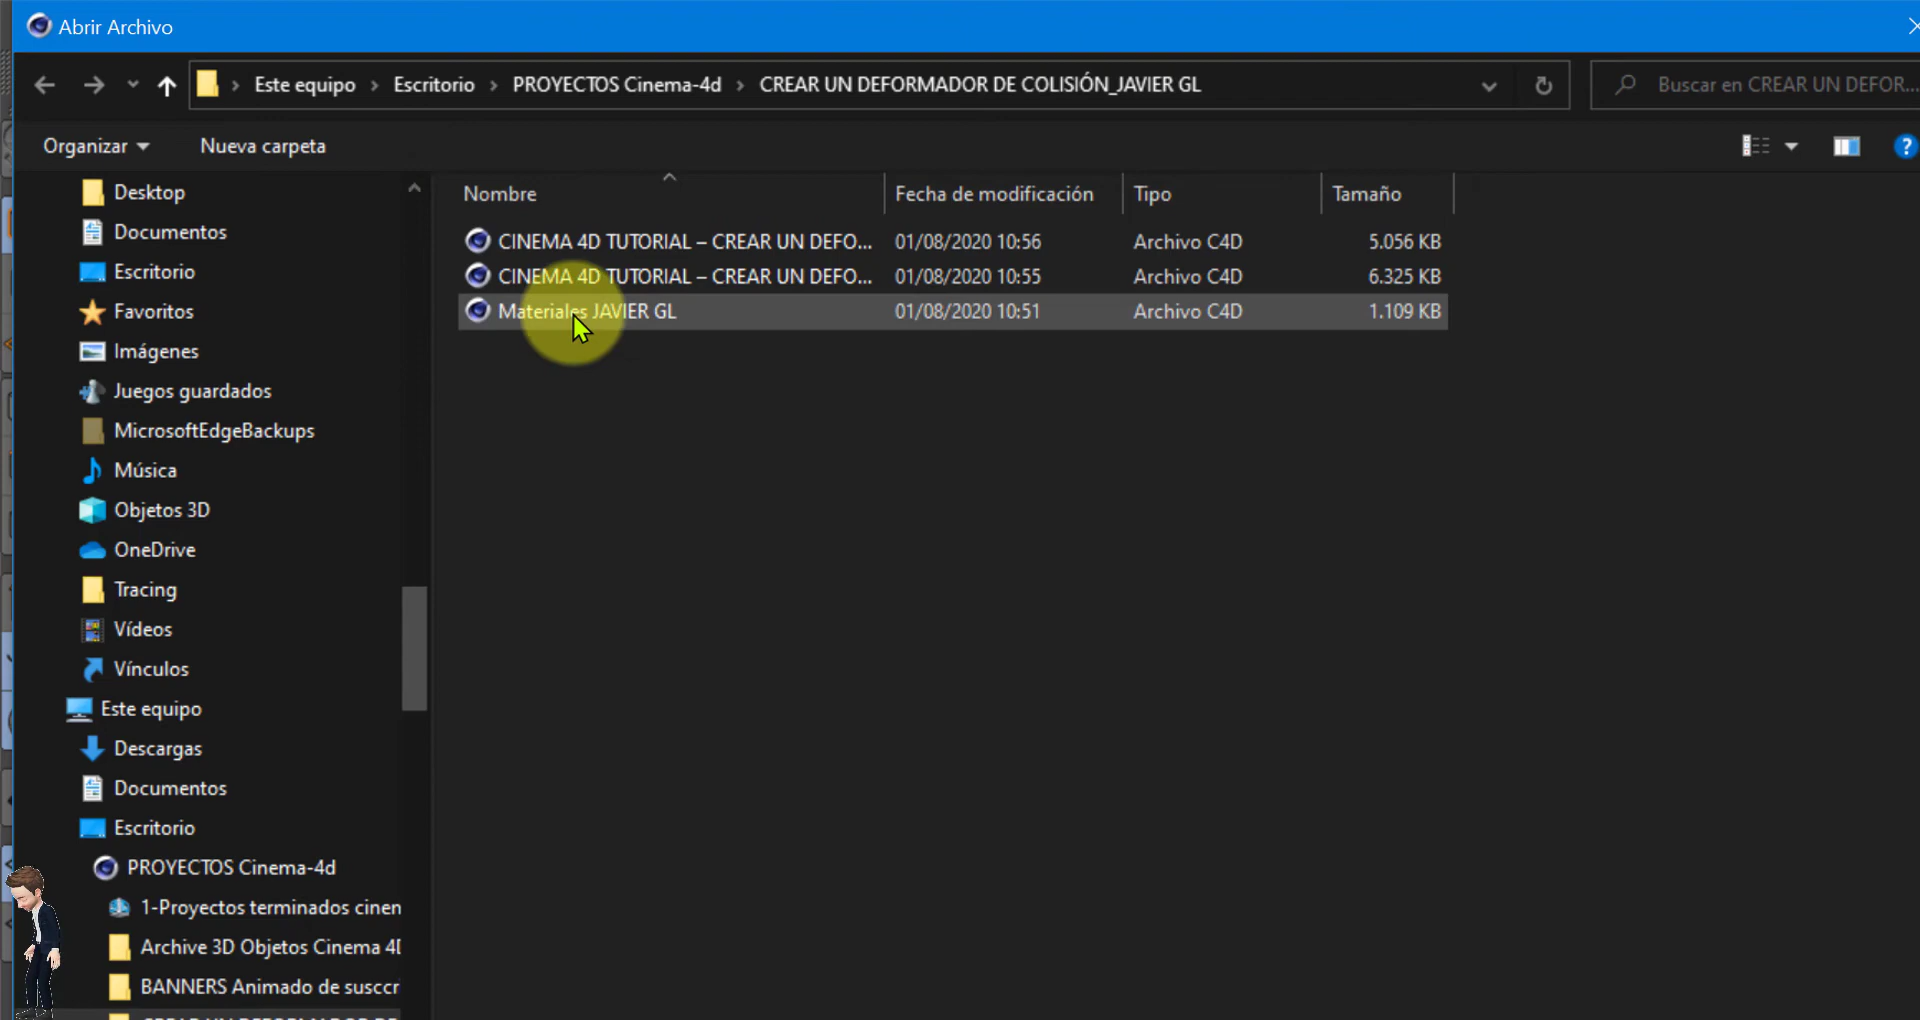 Abrir Archivo
Este equipo > Escritorio > PROYECTOS Cinema-4d > CREAR UN DEFORMADOR DE COLISIÓN_JAVIER GL
Buscar en CREAR UN DEFOR...
Organizar
Nueva carpeta
Nombre Fecha de modificación Tipo Tamaño
CINEMA 4D TUTORIAL – CREAR UN DEFO... 01/08/2020 10:56 Archivo C4D 5.056 KB
CINEMA 4D TUTORIAL – CREAR UN DEFO... 01/08/2020 10:55 Archivo C4D 6.325 KB
Materiales JAVIER GL 01/08/2020 10:51 Archivo C4D 1.109 KB
Desktop
Documentos
Escritorio
Favoritos
Imágenes
Juegos guardados
MicrosoftEdgeBackups
Música
Objetos 3D
OneDrive
Tracing
Vídeos
Vínculos
Este equipo
Descargas
Documentos
Escritorio
PROYECTOS Cinema-4d
1-Proyectos terminados cinen
Archive 3D Objetos Cinema 4D
BANNERS Animado de susccr